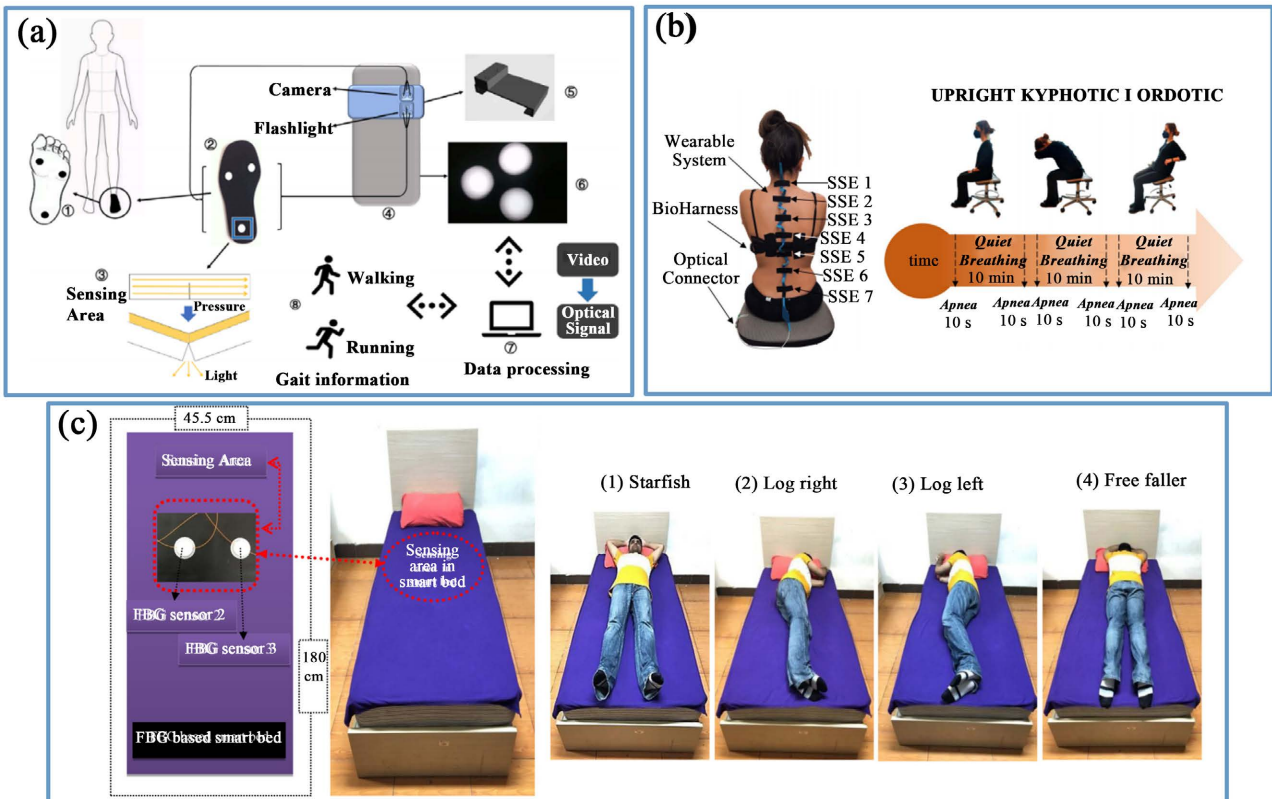 (a)
Camera
Flashlight
②
①
④
⑤
⑥
③
Sensing
Area
Pressure
Light
⑧
Walking
Running
Gait information
Video
Optical
Signal
⑦
Data processing
(b)
UPRIGHT KYPHOTIC I ORDOTIC
Wearable
System
BioHarness
Optical
Connector
SSE 1
SSE 2
SSE 3
SSE 4
SSE 5
SSE 6
SSE 7
time
Quiet
Breathing
10 min
Quiet
Breathing
10 min
Quiet
Breathing
10 min
Apnea
10 s
Apnea
10 s
Apnea
10 s
Apnea
10 s
Apnea
10 s
Apnea
10 s
(c)
45.5 cm
Sensing Area
FBG sensor 2
FBG sensor 3
180
cm
FBG based smart bed
Sensing
area in
smart bed
(1) Starfish
(2) Log right
(3) Log left
(4) Free faller